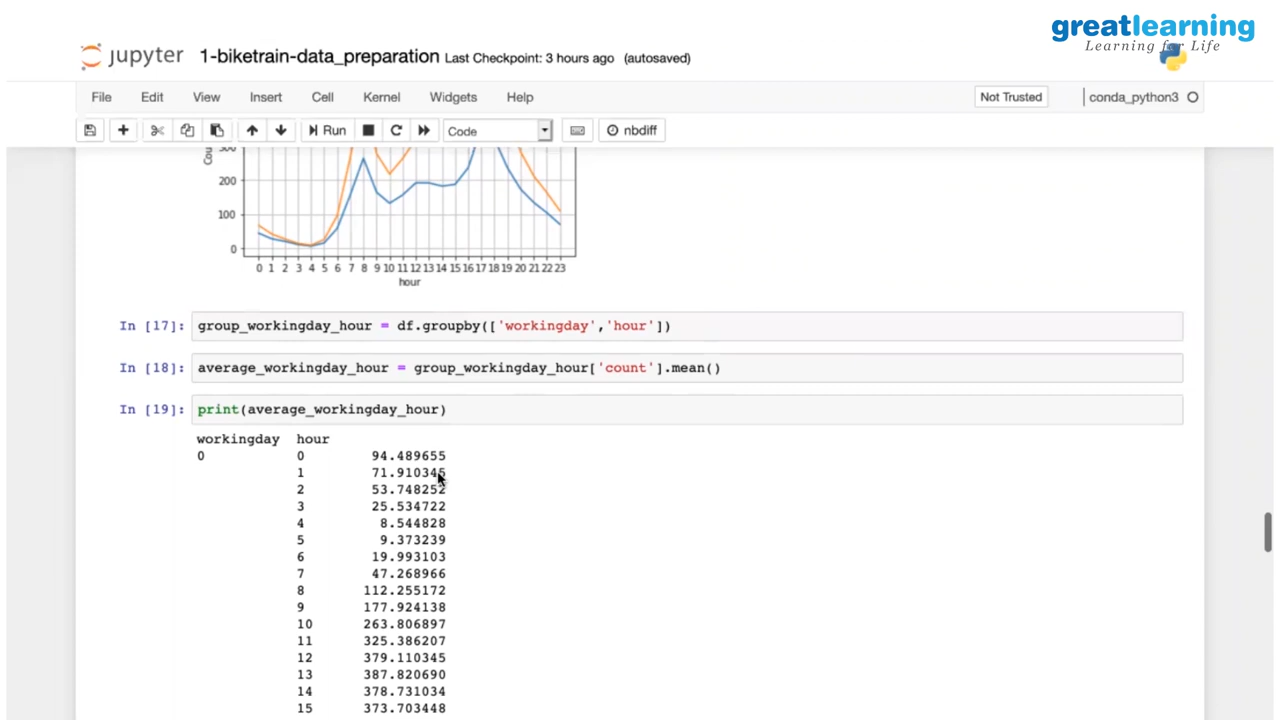 greatlearning
Learning for Life
jupyter 1-biketrain-data_preparation Last Checkpoint: 3 hours ago (autosaved)
File Edit View Insert Cell Kernel Widgets Help Not Trusted conda_python3
Run Code nbdiff
300
200
100
0
0 1 2 3 4 5 6 7 8 9 10 11 12 13 14 15 16 17 18 19 20 21 22 23
hour
In [17]: group_workingday_hour = df.groupby(['workingday','hour'])
In [18]: average_workingday_hour = group_workingday_hour['count'].mean()
In [19]: print(average_workingday_hour)
workingday hour
0 0 94.489655
1 71.910345
2 53.748252
3 25.534722
4 8.544828
5 9.373239
6 19.993103
7 47.268966
8 112.255172
9 177.924138
10 263.806897
11 325.386207
12 379.110345
13 387.820690
14 378.731034
15 373.703448